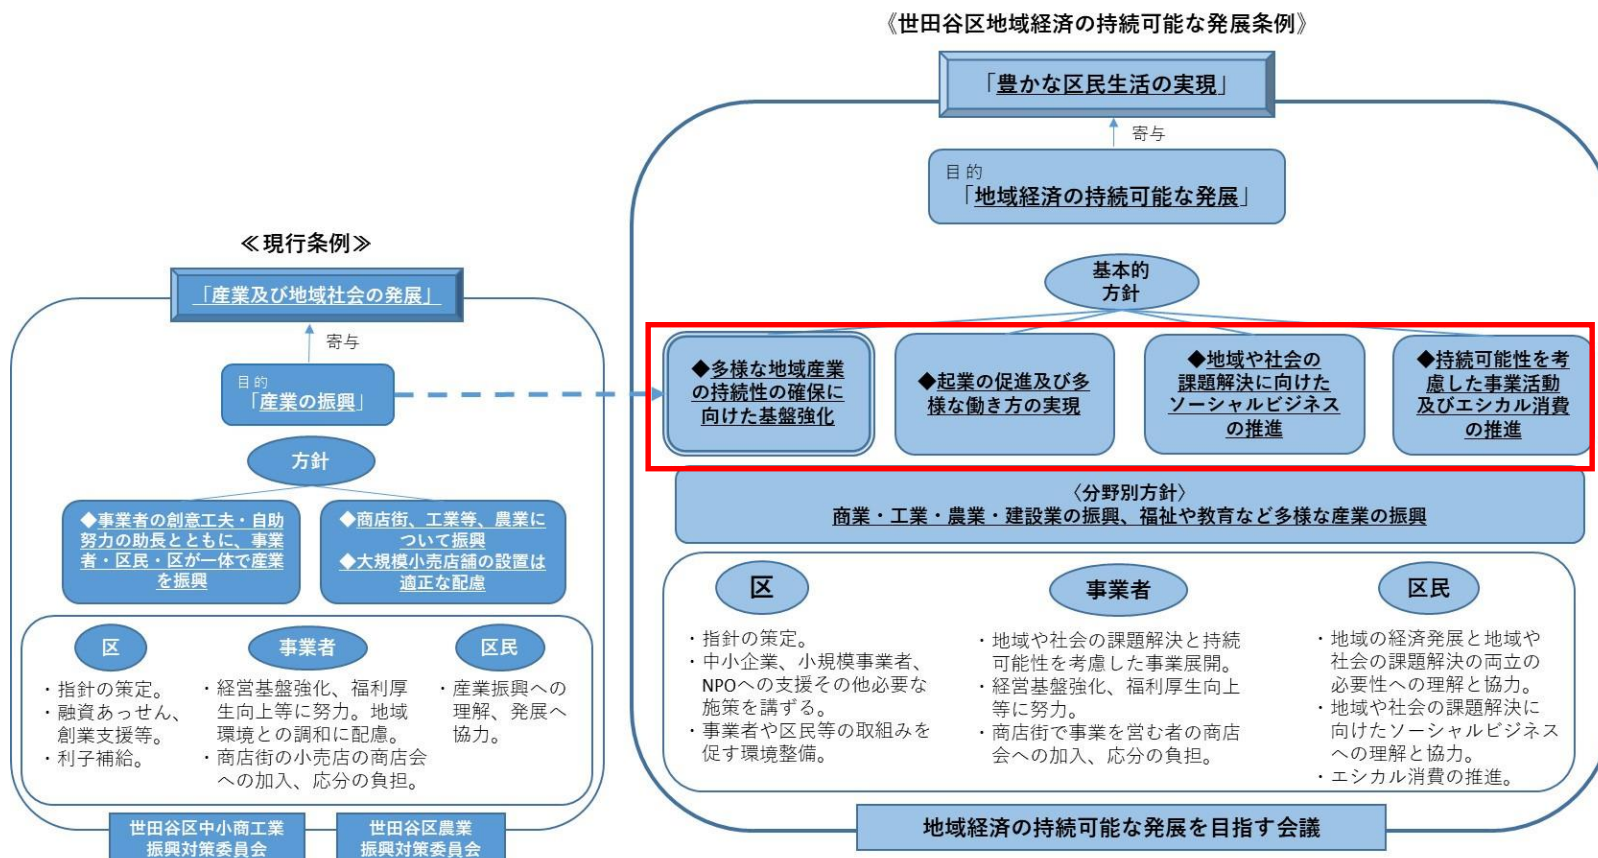 ≪現行条例≫
「産業及び地域社会の発展」
寄与
目的
「産業の振興」
方針
◆事業者の創意工夫・自助
努力の助長とともに、事業
者・区民・区が一体で産業
を振興
◆商店街、工業等、農業に
ついて振興
◆大規模小売店舗の設置は
適正な配慮
区
・指針の策定。
・融資あっせん、
創業支援等。
・利子補給。
事業者
・経営基盤強化、福利厚
生向上等に努力。地域
環境との調和に配慮。
・商店街の小売店の商店会
への加入、応分の負担。
区民
・産業振興への
理解、発展へ
協力。
世田谷区中小商工業
振興対策委員会
世田谷区農業
振興対策委員会
《世田谷区地域経済の持続可能な発展条例》
「豊かな区民生活の実現」
寄与
目的
「地域経済の持続可能な発展」
基本的
方針
◆多様な地域産業
の持続性の確保に
向けた基盤強化
◆起業の促進及び多
様な働き方の実現
◆地域や社会の
課題解決に向けた
ソーシャルビジネス
の推進
◆持続可能性を考
慮した事業活動
及びエシカル消費
の推進
〈分野別方針〉
商業・工業・農業・建設業の振興、福祉や教育など多様な産業の振興
区
・指針の策定。
・中小企業、小規模事業者、
NPOへの支援その他必要な
施策を講ずる。
・事業者や区民等の取組みを
促す環境整備。
事業者
・地域や社会の課題解決と持続
可能性を考慮した事業展開。
・経営基盤強化、福利厚生向上
等に努力。
・商店街で事業を営む者の商店
会への加入、応分の負担。
区民
・地域の経済発展と地域や
社会の課題解決の両立の
必要性への理解と協力。
・地域や社会の課題解決に
向けたソーシャルビジネス
への理解と協力。
・エシカル消費の推進。
地域経済の持続可能な発展を目指す会議